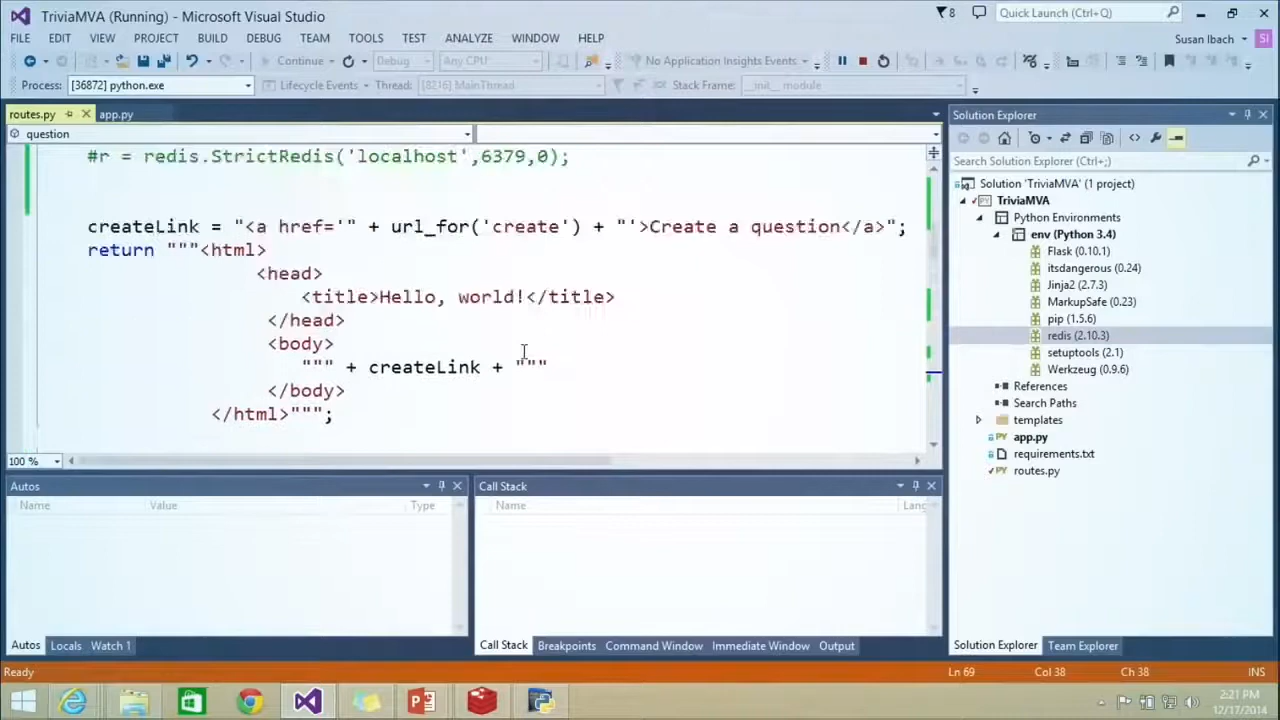 TriviaMVA (Running) - Microsoft Visual Studio
8
Quick Launch (Ctrl+Q)
FILE EDIT VIEW PROJECT BUILD DEBUG TEAM TOOLS TEST ANALYZE WINDOW HELP
Susan Ibach SI
Continue Debug Any CPU No Application Insights Events
Process: [36872] python.exe Lifecycle Events Thread: [8216] MainThread Stack Frame: __init__ module
routes.py app.py
question
#r = redis.StrictRedis('localhost',6379,0);
createLink = "<a href='" + url_for('create') + "'>Create a question</a>";
return """<html>
<head>
<title>Hello, world!</title>
</head>
<body>
""" + createLink + """
</body>
</html>""";
100 %
Solution Explorer
Search Solution Explorer (Ctrl+;)
Solution 'TriviaMVA' (1 project)
TriviaMVA
Python Environments
env (Python 3.4)
Flask (0.10.1)
itsdangerous (0.24)
Jinja2 (2.7.3)
MarkupSafe (0.23)
pip (1.5.6)
redis (2.10.3)
setuptools (2.1)
Werkzeug (0.9.6)
References
Search Paths
templates
app.py
requirements.txt
routes.py
Autos
Name Value Type
Call Stack
Name Lang
Autos Locals Watch 1
Call Stack Breakpoints Command Window Immediate Window Output
Solution Explorer Team Explorer
Ready Ln 69 Col 38 Ch 38 INS
2:21 PM
12/17/2014